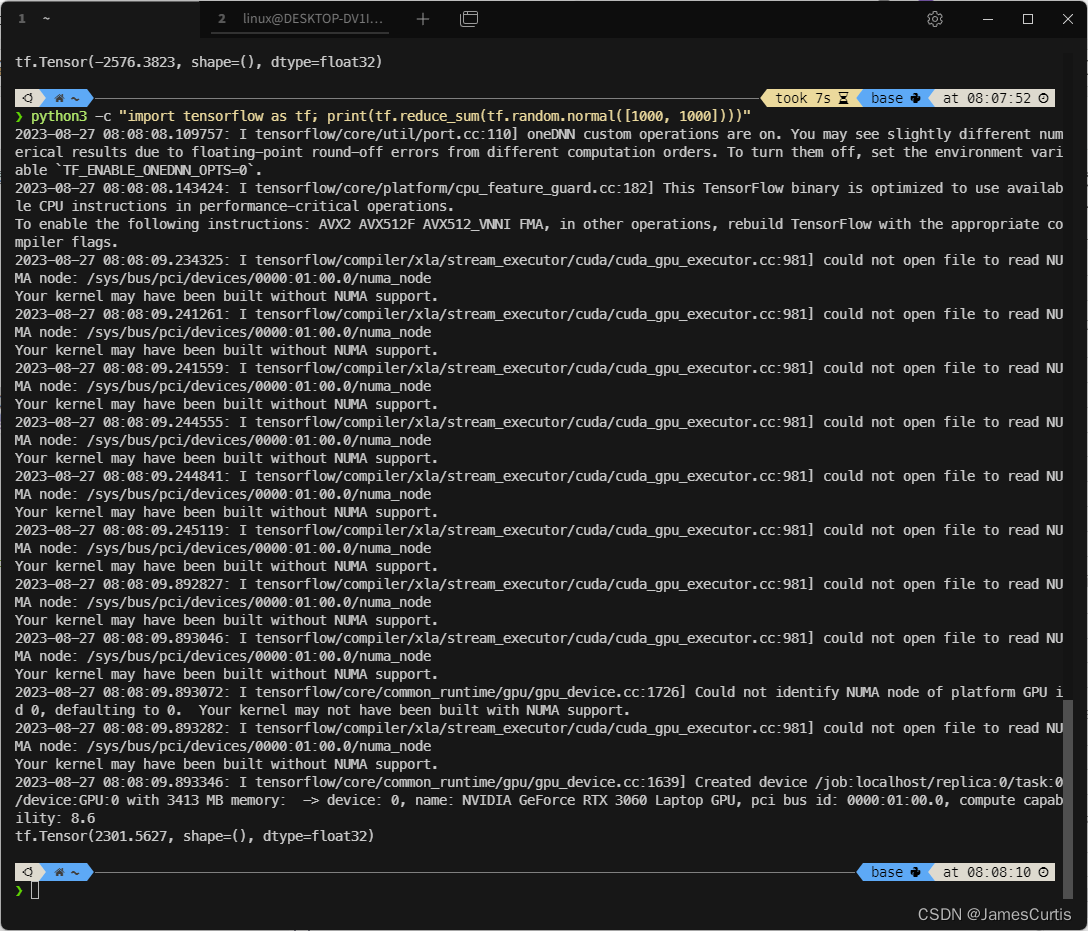 1 ~ 2 linux@DESKTOP-DV1I...
tf.Tensor(-2576.3823, shape=(), dtype=float32)
~ took 7s base at 08:07:52
❯ python3 -c "import tensorflow as tf; print(tf.reduce_sum(tf.random.normal([1000, 1000])))"
2023-08-27 08:08:08.109757: I tensorflow/core/util/port.cc:110] oneDNN custom operations are on. You may see slightly different num
erical results due to floating-point round-off errors from different computation orders. To turn them off, set the environment vari
able `TF_ENABLE_ONEDNN_OPTS=0`.
2023-08-27 08:08:08.143424: I tensorflow/core/platform/cpu_feature_guard.cc:182] This TensorFlow binary is optimized to use availab
le CPU instructions in performance-critical operations.
To enable the following instructions: AVX2 AVX512F AVX512_VNNI FMA, in other operations, rebuild TensorFlow with the appropriate co
mpiler flags.
2023-08-27 08:08:09.234325: I tensorflow/compiler/xla/stream_executor/cuda/cuda_gpu_executor.cc:981] could not open file to read NU
MA node: /sys/bus/pci/devices/0000:01:00.0/numa_node
Your kernel may have been built without NUMA support.
2023-08-27 08:08:09.241261: I tensorflow/compiler/xla/stream_executor/cuda/cuda_gpu_executor.cc:981] could not open file to read NU
MA node: /sys/bus/pci/devices/0000:01:00.0/numa_node
Your kernel may have been built without NUMA support.
2023-08-27 08:08:09.241559: I tensorflow/compiler/xla/stream_executor/cuda/cuda_gpu_executor.cc:981] could not open file to read NU
MA node: /sys/bus/pci/devices/0000:01:00.0/numa_node
Your kernel may have been built without NUMA support.
2023-08-27 08:08:09.244555: I tensorflow/compiler/xla/stream_executor/cuda/cuda_gpu_executor.cc:981] could not open file to read NU
MA node: /sys/bus/pci/devices/0000:01:00.0/numa_node
Your kernel may have been built without NUMA support.
2023-08-27 08:08:09.244841: I tensorflow/compiler/xla/stream_executor/cuda/cuda_gpu_executor.cc:981] could not open file to read NU
MA node: /sys/bus/pci/devices/0000:01:00.0/numa_node
Your kernel may have been built without NUMA support.
2023-08-27 08:08:09.245119: I tensorflow/compiler/xla/stream_executor/cuda/cuda_gpu_executor.cc:981] could not open file to read NU
MA node: /sys/bus/pci/devices/0000:01:00.0/numa_node
Your kernel may have been built without NUMA support.
2023-08-27 08:08:09.892827: I tensorflow/compiler/xla/stream_executor/cuda/cuda_gpu_executor.cc:981] could not open file to read NU
MA node: /sys/bus/pci/devices/0000:01:00.0/numa_node
Your kernel may have been built without NUMA support.
2023-08-27 08:08:09.893046: I tensorflow/compiler/xla/stream_executor/cuda/cuda_gpu_executor.cc:981] could not open file to read NU
MA node: /sys/bus/pci/devices/0000:01:00.0/numa_node
Your kernel may have been built without NUMA support.
2023-08-27 08:08:09.893072: I tensorflow/core/common_runtime/gpu/gpu_device.cc:1726] Could not identify NUMA node of platform GPU i
d 0, defaulting to 0.  Your kernel may not have been built with NUMA support.
2023-08-27 08:08:09.893282: I tensorflow/compiler/xla/stream_executor/cuda/cuda_gpu_executor.cc:981] could not open file to read NU
MA node: /sys/bus/pci/devices/0000:01:00.0/numa_node
Your kernel may have been built without NUMA support.
2023-08-27 08:08:09.893346: I tensorflow/core/common_runtime/gpu/gpu_device.cc:1639] Created device /job:localhost/replica:0/task:0
/device:GPU:0 with 3413 MB memory:  -> device: 0, name: NVIDIA GeForce RTX 3060 Laptop GPU, pci bus id: 0000:01:00.0, compute capab
ility: 8.6
tf.Tensor(2301.5627, shape=(), dtype=float32)
~ base at 08:08:10
❯
CSDN @JamesCurtis